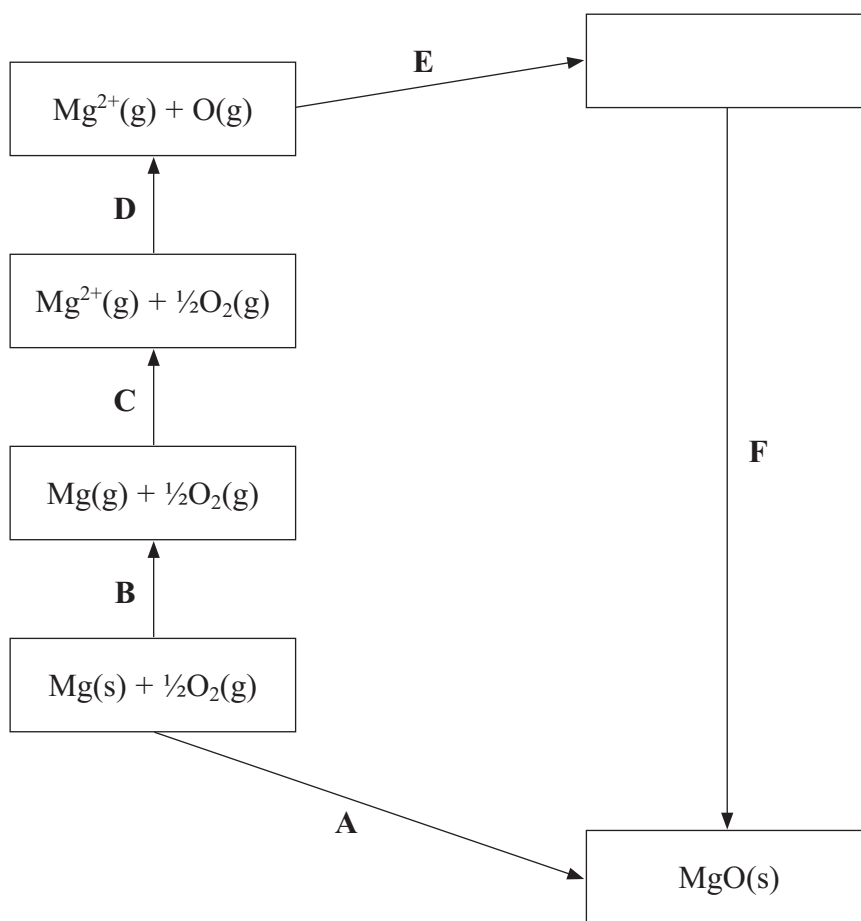 E
Mg²⁺(g) + O(g)
D
Mg²⁺(g) + ½O₂(g)
C
F
Mg(g) + ½O₂(g)
B
Mg(s) + ½O₂(g)
A
MgO(s)